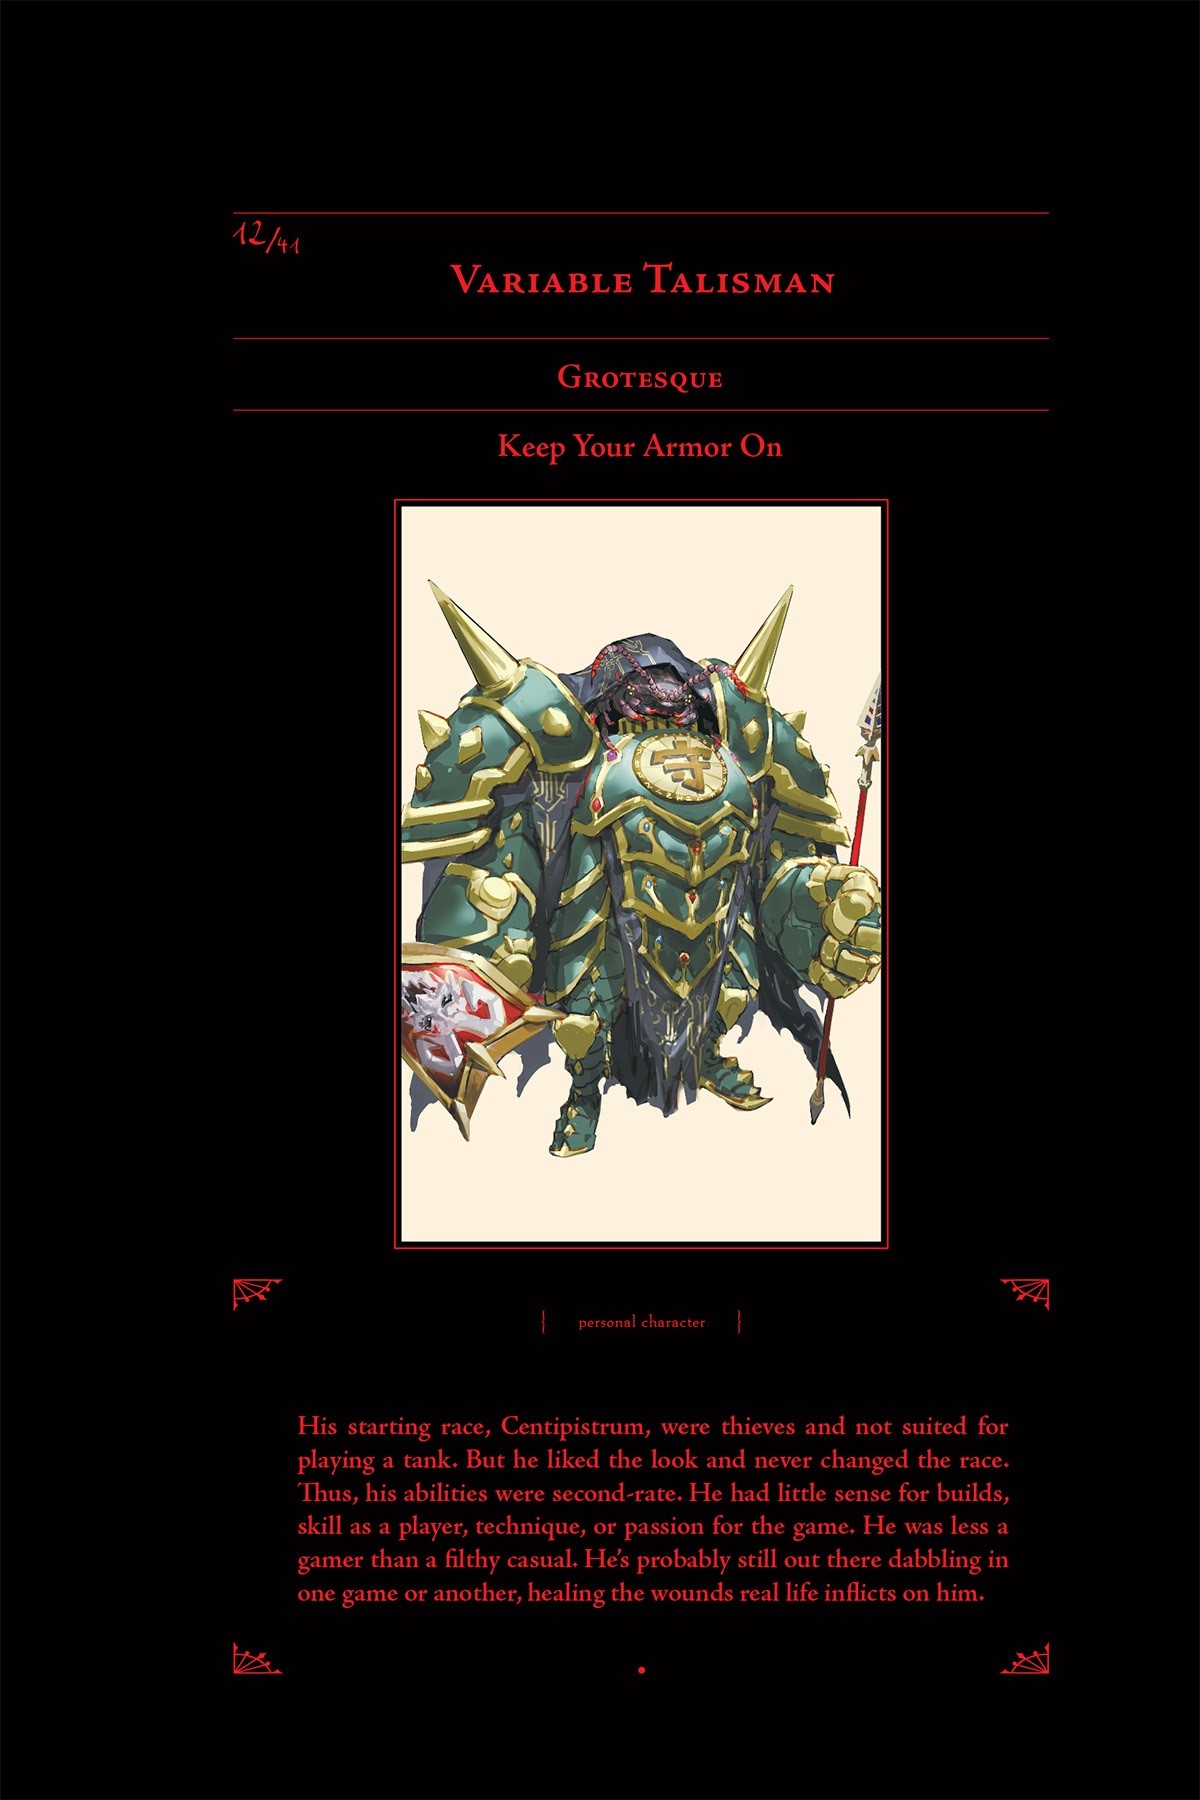 12/41
Variable Talisman
Grotesque
Keep Your Armor On
守
personal character
His starting race, Centipistrum, were thieves and not suited for
playing a tank. But he liked the look and never changed the race.
Thus, his abilities were second-rate. He had little sense for builds,
skill as a player, technique, or passion for the game. He was less a
gamer than a filthy casual. He's probably still out there dabbling in
one game or another, healing the wounds real life inflicts on him.